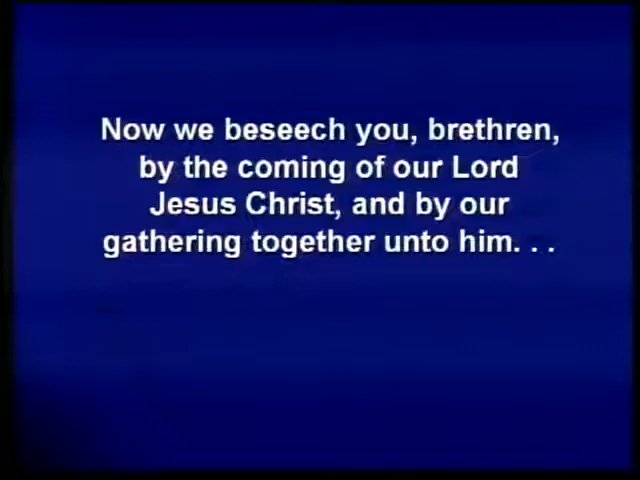 Now we beseech you, brethren,
by the coming of our Lord
Jesus Christ, and by our
gathering together unto him. . .